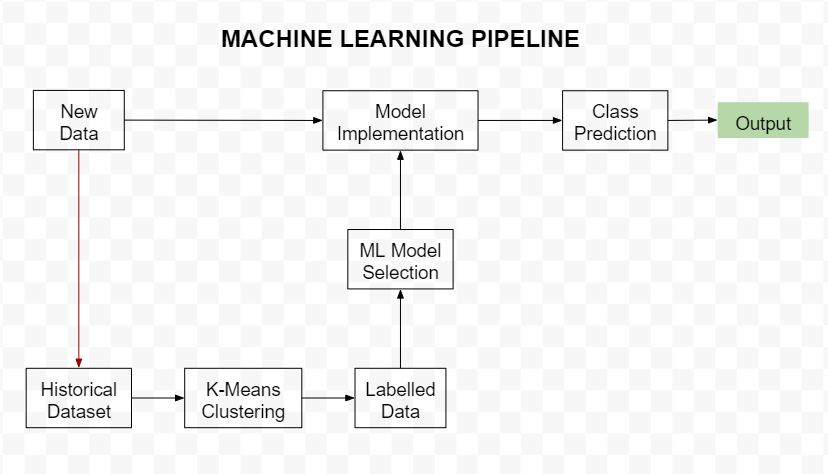 MACHINE LEARNING PIPELINE
New
Data
Model
Implementation
Class
Prediction
Output
ML Model
Selection
Historical
Dataset
K-Means
Clustering
Labelled
Data